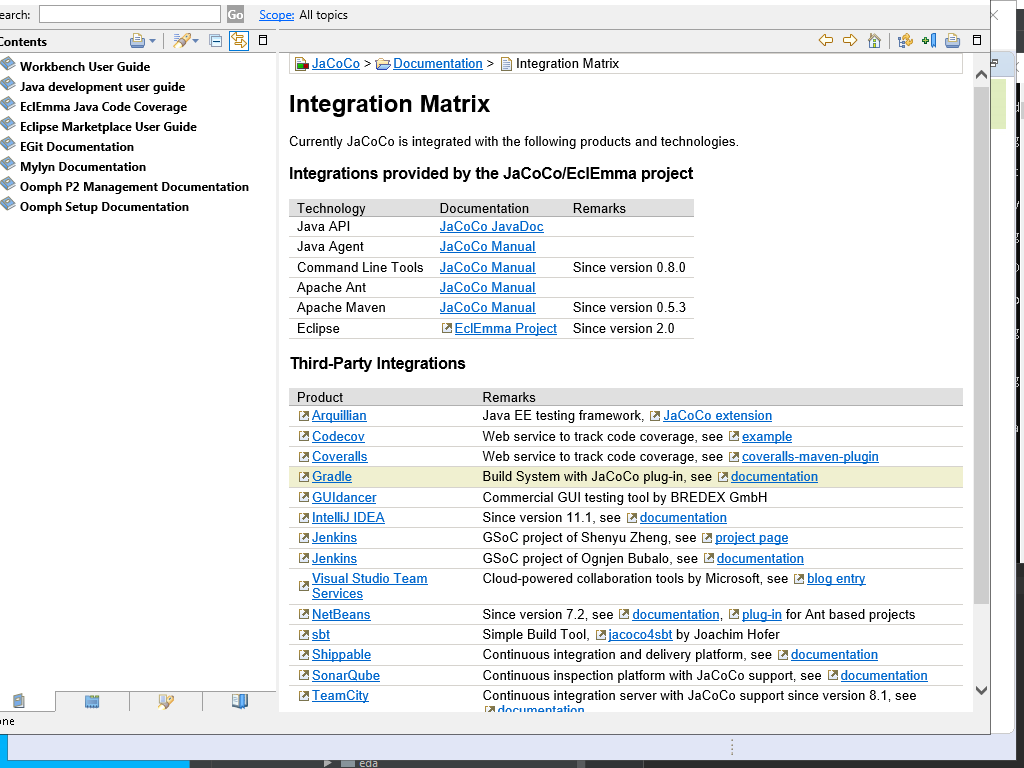 earch: Go Scope: All topics
Contents
Workbench User Guide
Java development user guide
EclEmma Java Code Coverage
Eclipse Marketplace User Guide
EGit Documentation
Mylyn Documentation
Oomph P2 Management Documentation
Oomph Setup Documentation
JaCoCo > Documentation > Integration Matrix
Integration Matrix
Currently JaCoCo is integrated with the following products and technologies.
Integrations provided by the JaCoCo/EclEmma project
Technology Documentation Remarks
Java API JaCoCo JavaDoc
Java Agent JaCoCo Manual
Command Line Tools JaCoCo Manual Since version 0.8.0
Apache Ant JaCoCo Manual
Apache Maven JaCoCo Manual Since version 0.5.3
Eclipse EclEmma Project Since version 2.0
Third-Party Integrations
Product Remarks
Arquillian Java EE testing framework, JaCoCo extension
Codecov Web service to track code coverage, see example
Coveralls Web service to track code coverage, see coveralls-maven-plugin
Gradle Build System with JaCoCo plug-in, see documentation
GUIdancer Commercial GUI testing tool by BREDEX GmbH
IntelliJ IDEA Since version 11.1, see documentation
Jenkins GSoC project of Shenyu Zheng, see project page
Jenkins GSoC project of Ognjen Bubalo, see documentation
Visual Studio Team Cloud-powered collaboration tools by Microsoft, see blog entry
Services
NetBeans Since version 7.2, see documentation, plug-in for Ant based projects
sbt Simple Build Tool, jacoco4sbt by Joachim Hofer
Shippable Continuous integration and delivery platform, see documentation
SonarQube Continuous inspection platform with JaCoCo support, see documentation
TeamCity Continuous integration server with JaCoCo support since version 8.1, see
documentation
one
eda